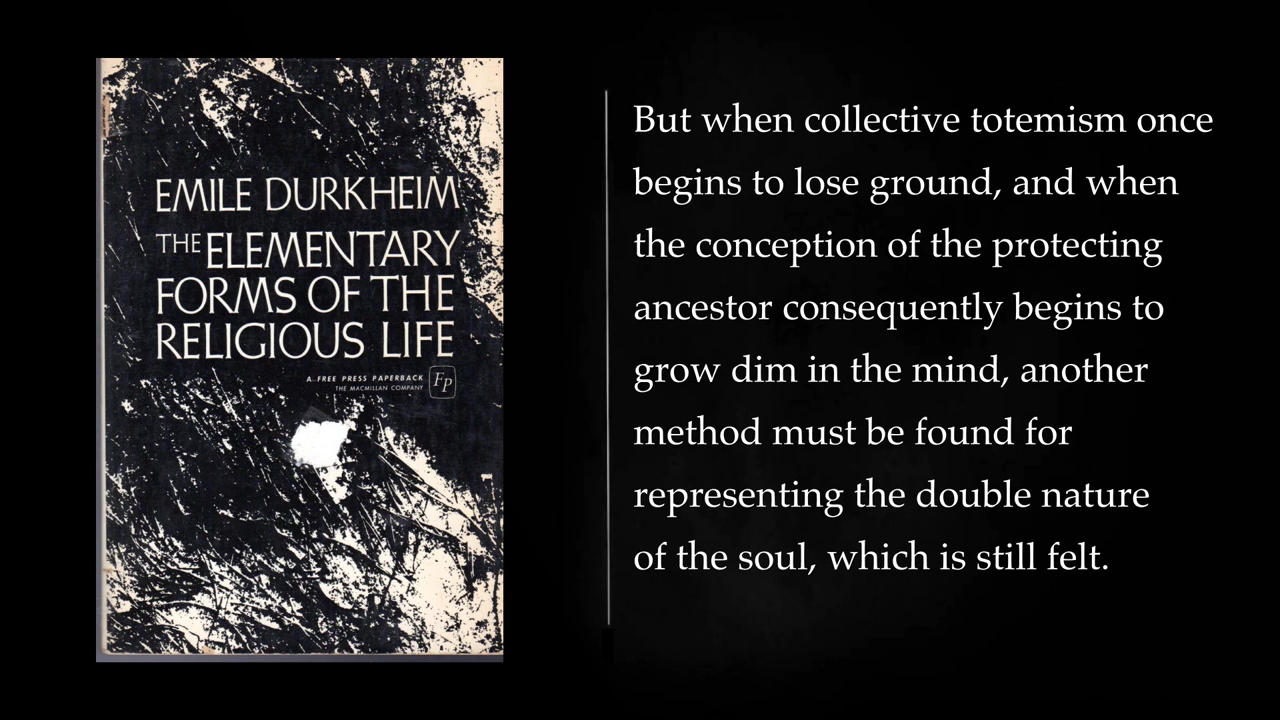 EMILE DURKHEIM
THE ELEMENTARY
FORMS OF THE
RELIGIOUS LIFE
A FREE PRESS PAPERBACK
THE MACMILLAN COMPANY
Fp
But when collective totemism once
begins to lose ground, and when
the conception of the protecting
ancestor consequently begins to
grow dim in the mind, another
method must be found for
representing the double nature
of the soul, which is still felt.